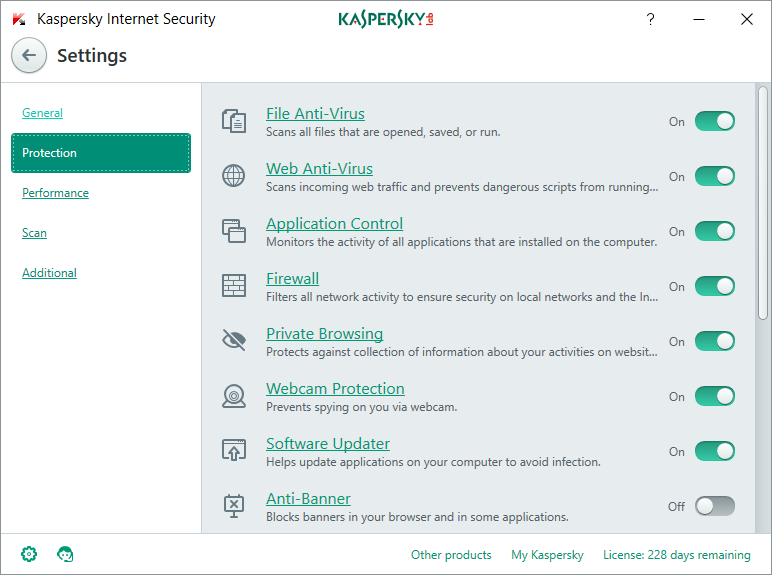 Kaspersky Internet Security
KASPERSKY lab
?
Settings
General
Protection
Performance
Scan
Additional
File Anti-Virus
Scans all files that are opened, saved, or run.
On
Web Anti-Virus
Scans incoming web traffic and prevents dangerous scripts from running...
On
Application Control
Monitors the activity of all applications that are installed on the computer.
On
Firewall
Filters all network activity to ensure security on local networks and the In...
On
Private Browsing
Protects against collection of information about your activities on websit...
On
Webcam Protection
Prevents spying on you via webcam.
On
Software Updater
Helps update applications on your computer to avoid infection.
On
Anti-Banner
Blocks banners in your browser and in some applications.
Off
Other products My Kaspersky License: 228 days remaining